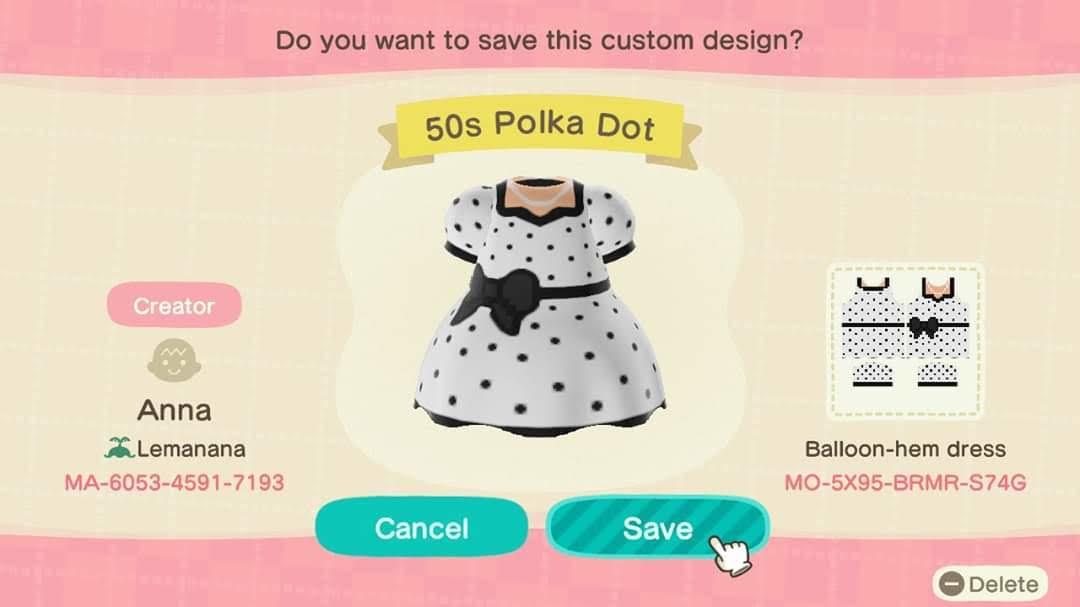 Do you want to save this custom design?
50s Polka Dot
Creator
Anna
Lemanana
MA-6053-4591-7193
Balloon-hem dress
MO-5X95-BRMR-S74G
Cancel
Save
Delete